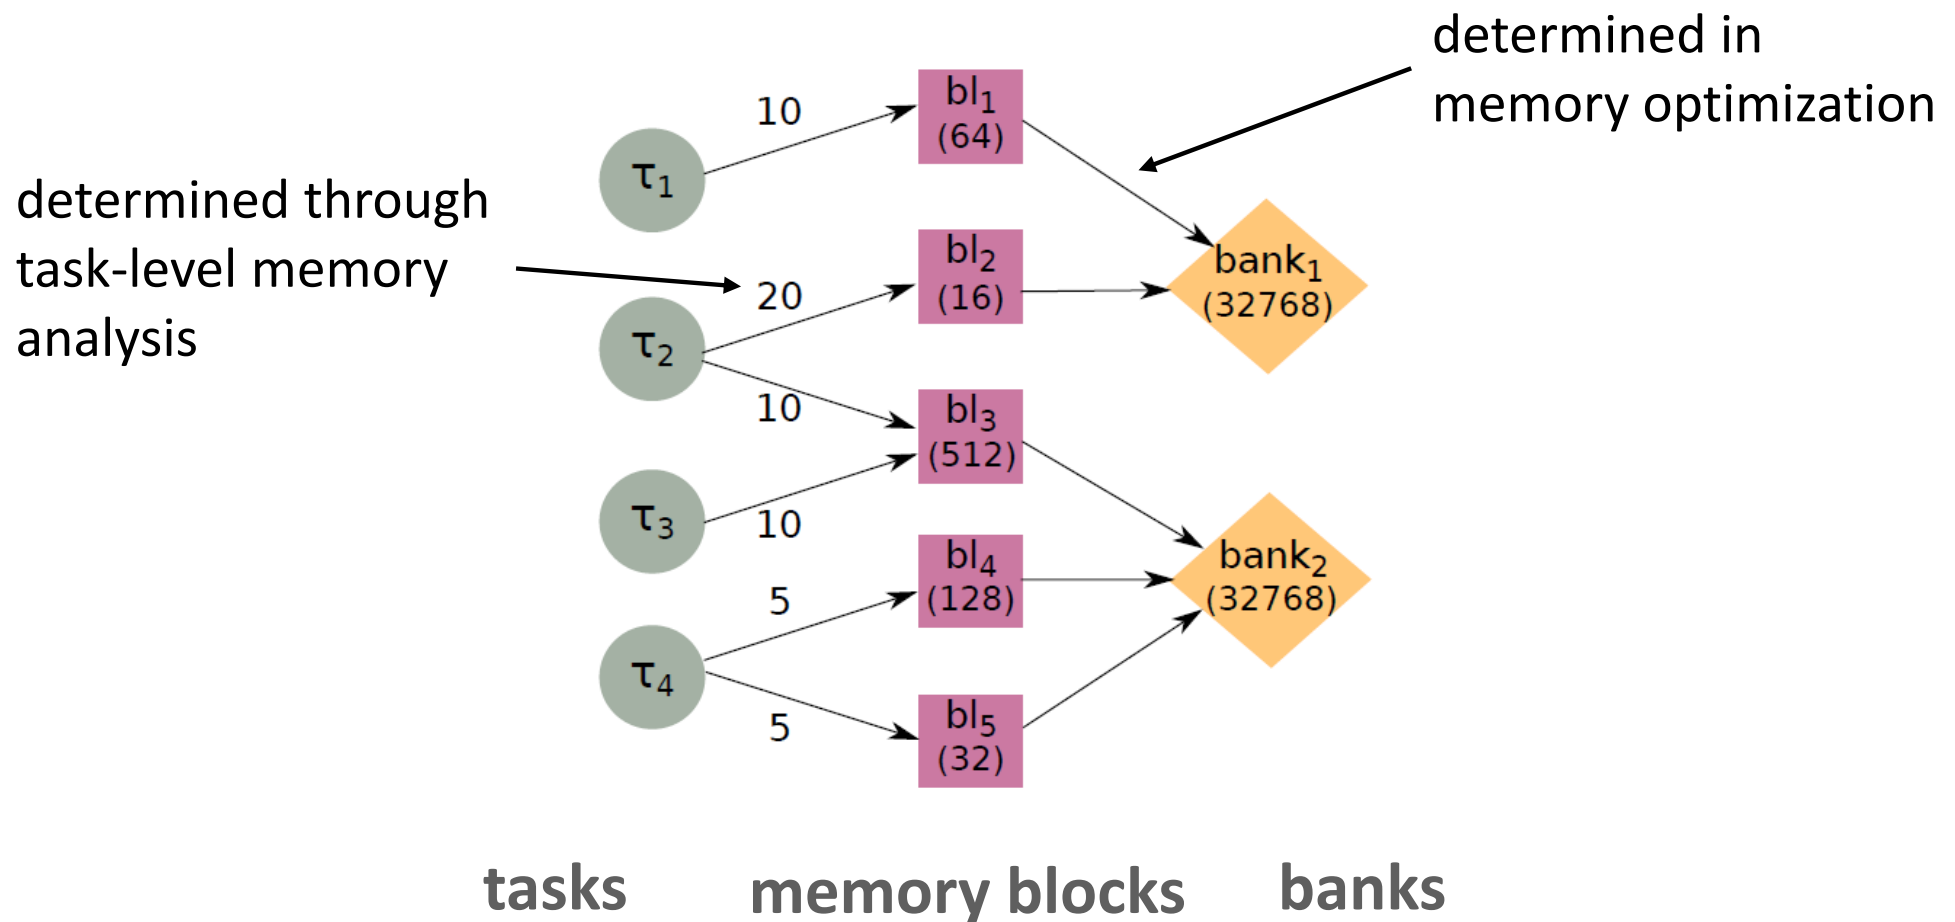 determined in
memory optimization
determined through
task-level memory
analysis
τ₁
τ₂
τ₃
τ₄
10
20
10
10
5
5
bl₁
(64)
bl₂
(16)
bl₃
(512)
bl₄
(128)
bl₅
(32)
bank₁
(32768)
bank₂
(32768)
tasks
memory blocks
banks